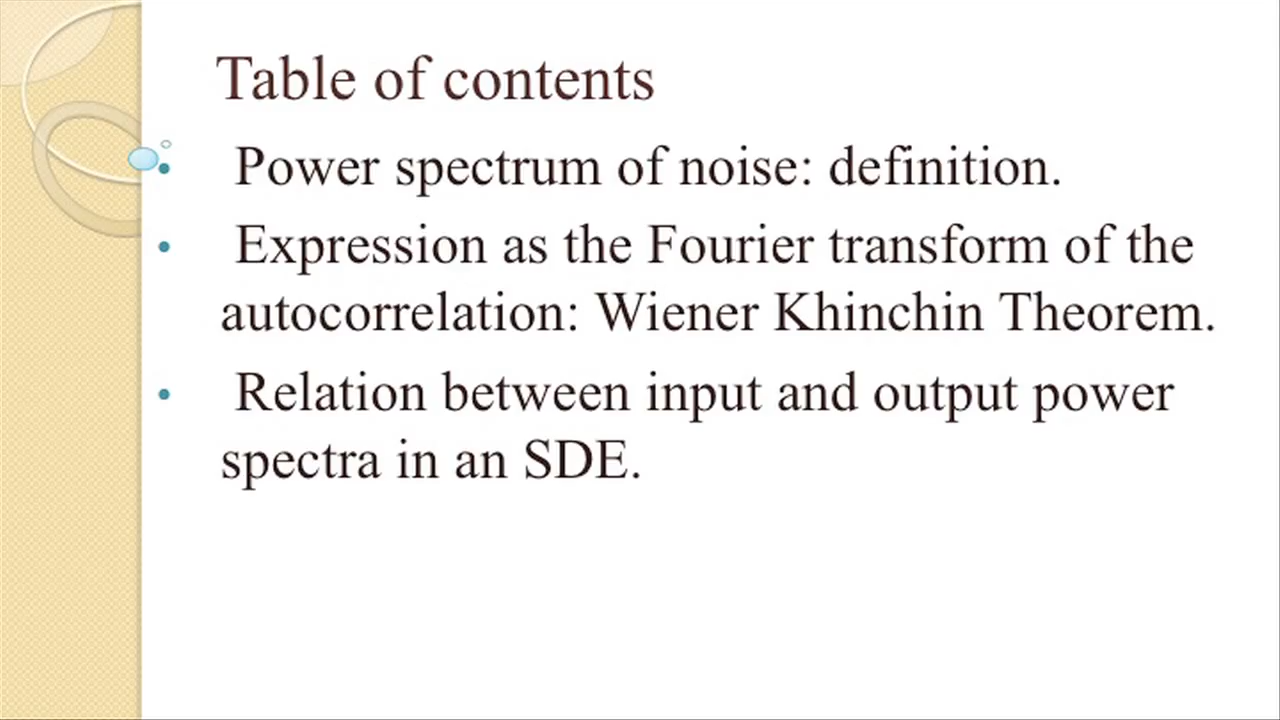 Table of contents
• Power spectrum of noise: definition.
• Expression as the Fourier transform of the
autocorrelation: Wiener Khinchin Theorem.
• Relation between input and output power
spectra in an SDE.